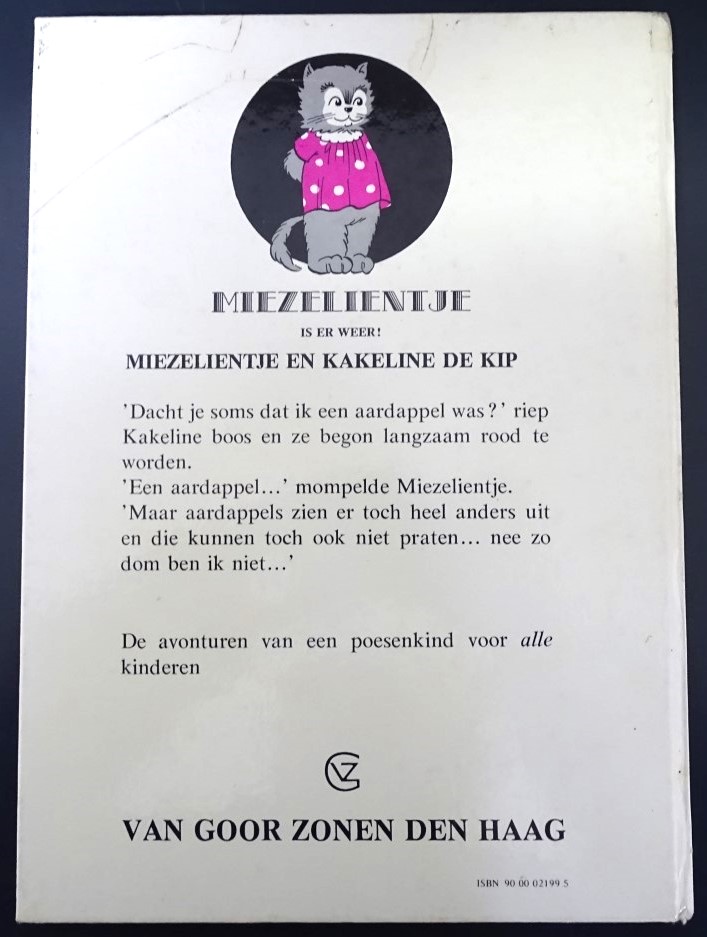 MIEZELIENTJE
IS ER WEER!
MIEZELIENTJE EN KAKELINE DE KIP
'Dacht je soms dat ik een aardappel was?' riep
Kakeline boos en ze begon langzaam rood te
worden.
'Een aardappel...' mompelde Miezelientje.
'Maar aardappels zien er toch heel anders uit
en die kunnen toch ook niet praten... nee zo
dom ben ik niet...'
De avonturen van een poesenkind voor alle
kinderen
GVZ
VAN GOOR ZONEN DEN HAAG
ISBN 90 00 02199 5